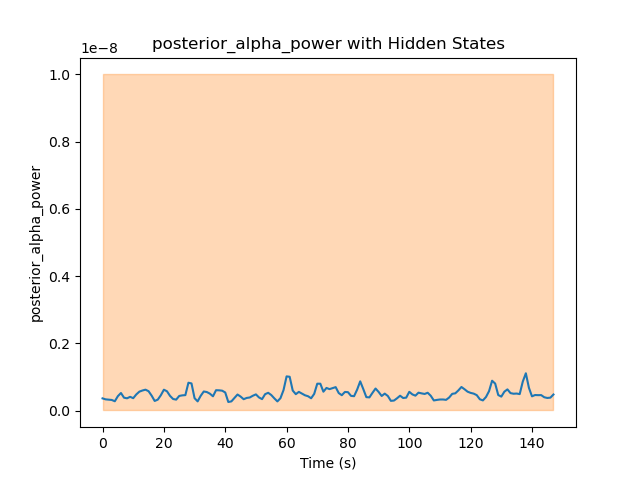 posterior_alpha_power with Hidden States
1e−8
1.0
0.8
0.6
0.4
0.2
0.0
posterior_alpha_power
0 20 40 60 80 100 120 140
Time (s)